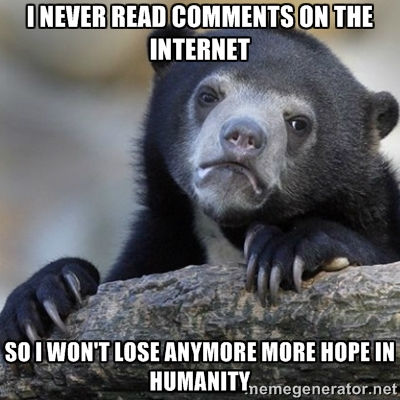 I NEVER READ COMMENTS ON THE
INTERNET
SO I WON'T LOSE ANYMORE MORE HOPE IN
HUMANITY
memegenerator.net